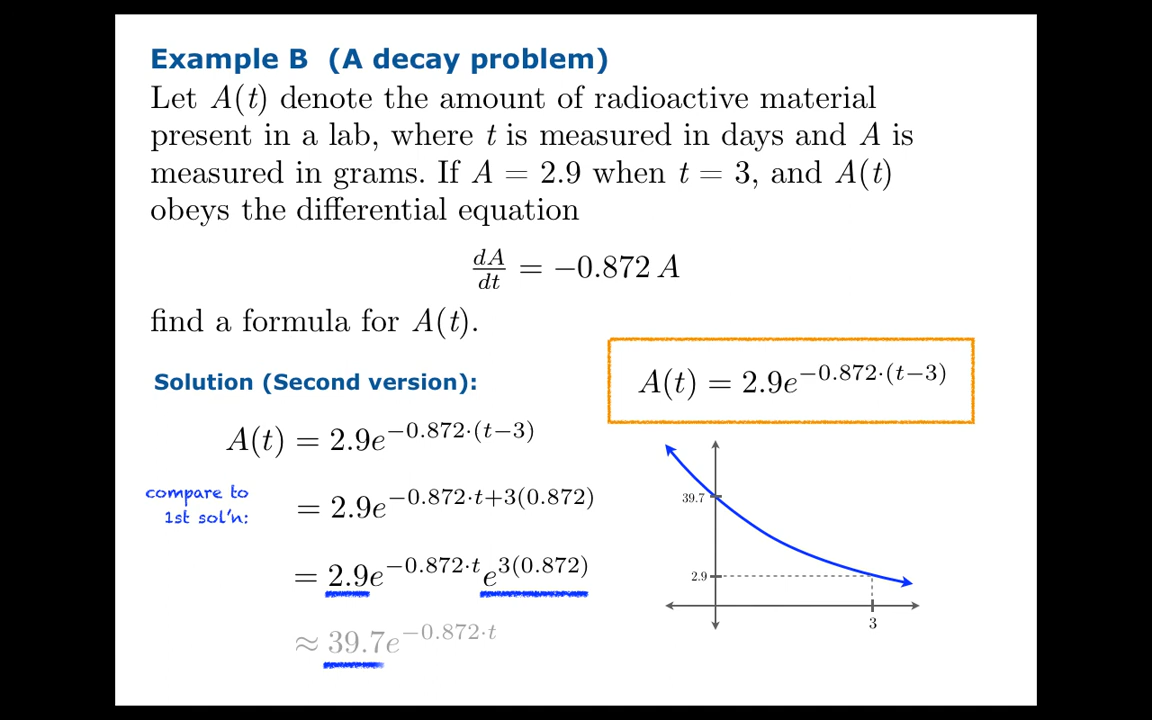 Example B (A decay problem)
Let A(t) denote the amount of radioactive material
present in a lab, where t is measured in days and A is
measured in grams. If A = 2.9 when t = 3, and A(t)
obeys the differential equation
dA/dt = −0.872 A
find a formula for A(t).
Solution (Second version):
A(t) = 2.9e^{−0.872·(t−3)}
= 2.9e^{−0.872·t+3(0.872)}
compare to
1st sol'n:
= 2.9e^{−0.872·t}e^{3(0.872)}
≈ 39.7e^{−0.872·t}
A(t) = 2.9e^{−0.872·(t−3)}
39.7
2.9
3